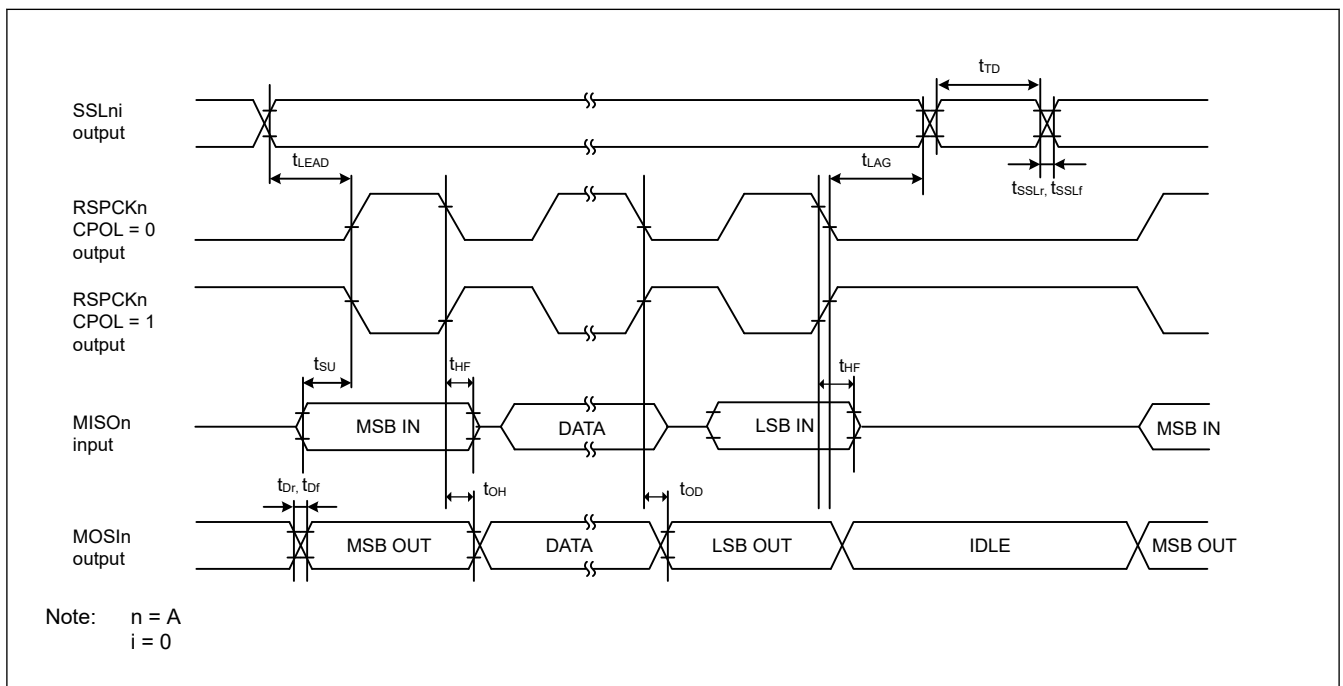 tTD
SSLni
output
tLEAD
tLAG
tSSLr, tSSLf
RSPCKn
CPOL = 0
output
RSPCKn
CPOL = 1
output
tSU
tHF
tHF
MISOn
input
MSB IN
DATA
LSB IN
MSB IN
tDr, tDf
tOH
tOD
MOSIn
output
MSB OUT
DATA
LSB OUT
IDLE
MSB OUT
Note: n = A
i = 0